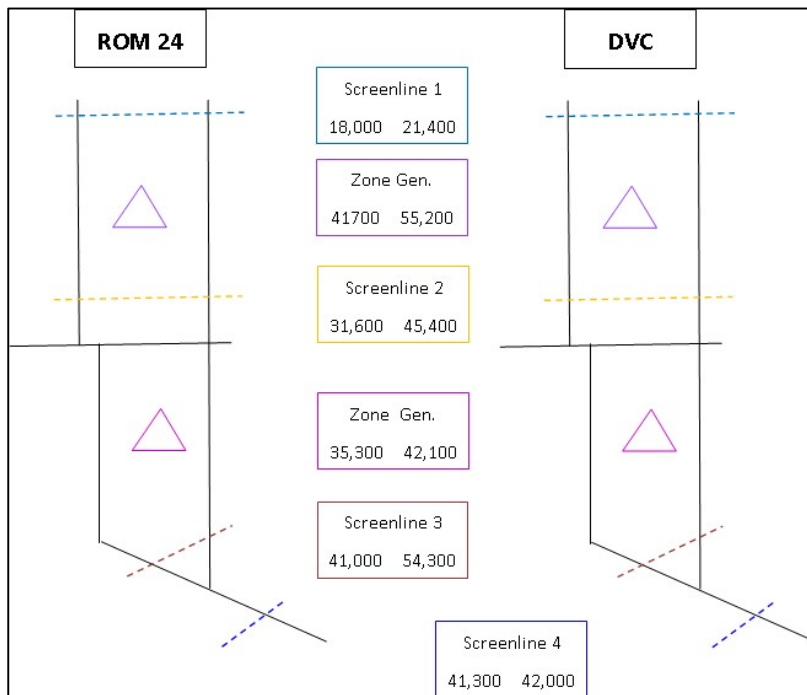 ROM 24
DVC
Screenline 1
18,000 21,400
Zone Gen.
41700 55,200
Screenline 2
31,600 45,400
Zone Gen.
35,300 42,100
Screenline 3
41,000 54,300
Screenline 4
41,300 42,000